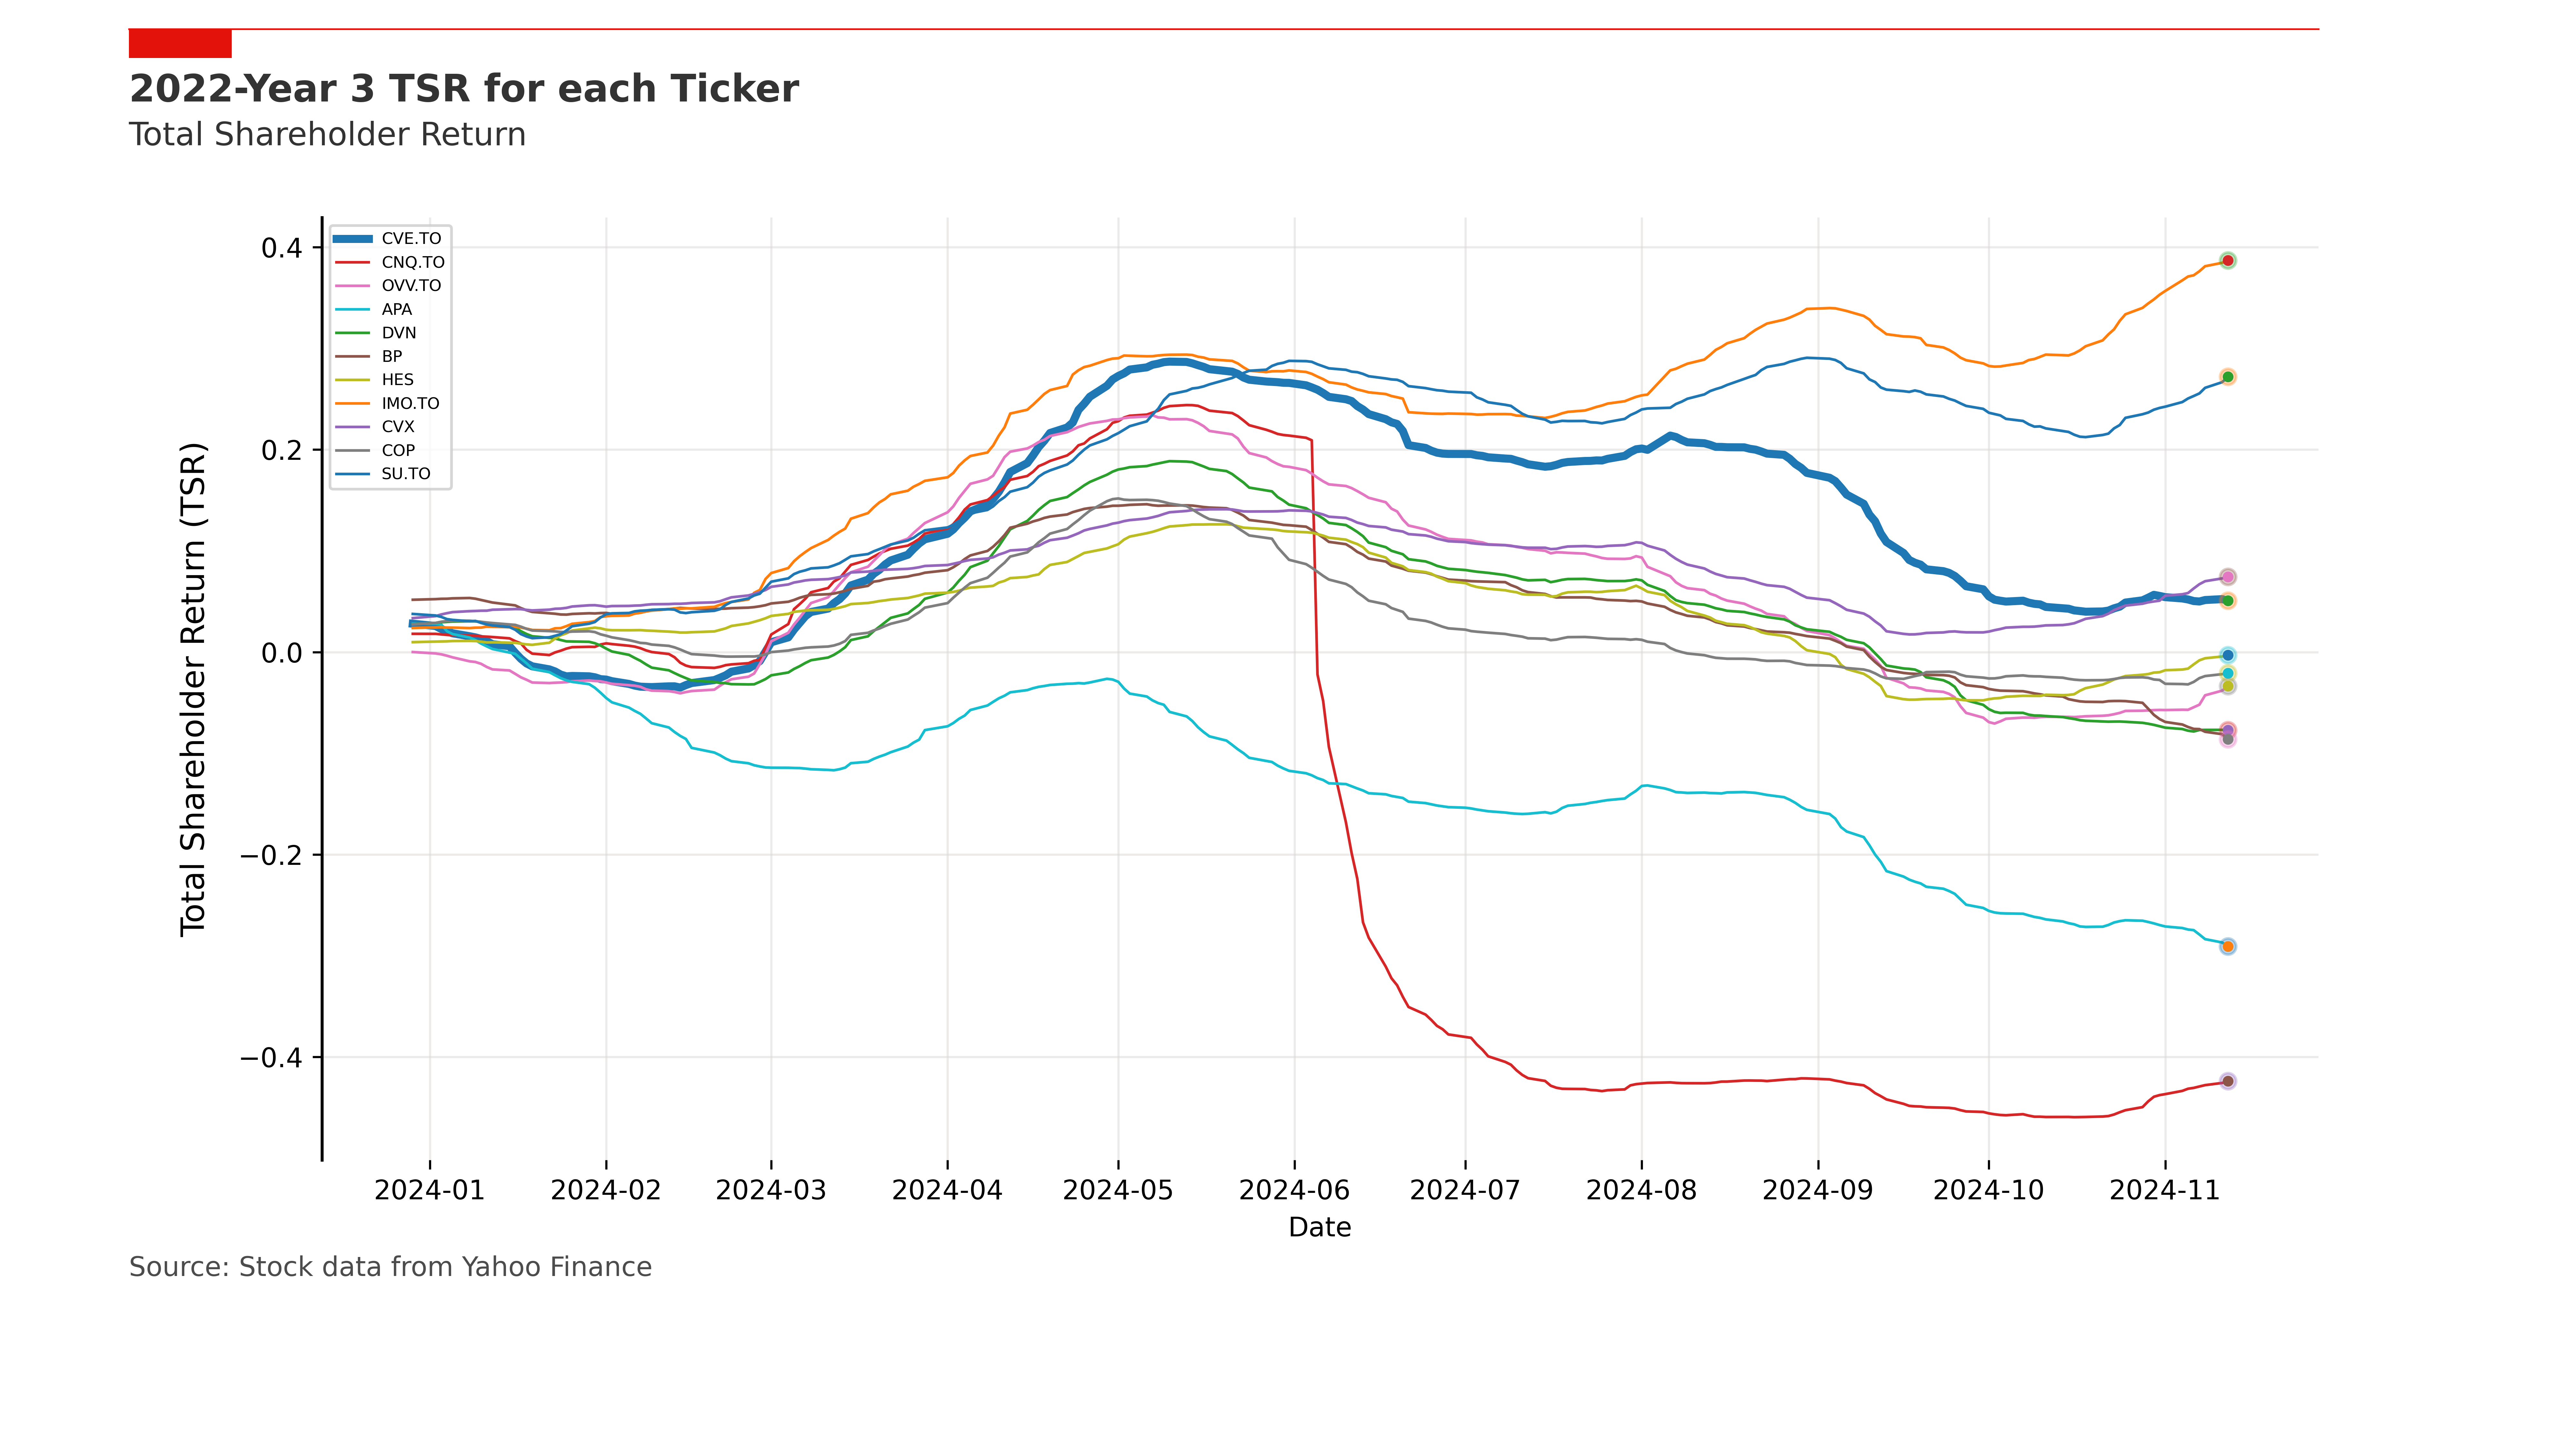 2022-Year 3 TSR for each Ticker
Total Shareholder Return
Total Shareholder Return (TSR)
0.4
0.2
0.0
−0.2
−0.4
CVE.TO
CNQ.TO
OVV.TO
APA
DVN
BP
HES
IMO.TO
CVX
COP
SU.TO
2024-01 2024-02 2024-03 2024-04 2024-05 2024-06 2024-07 2024-08 2024-09 2024-10 2024-11
Date
Source: Stock data from Yahoo Finance